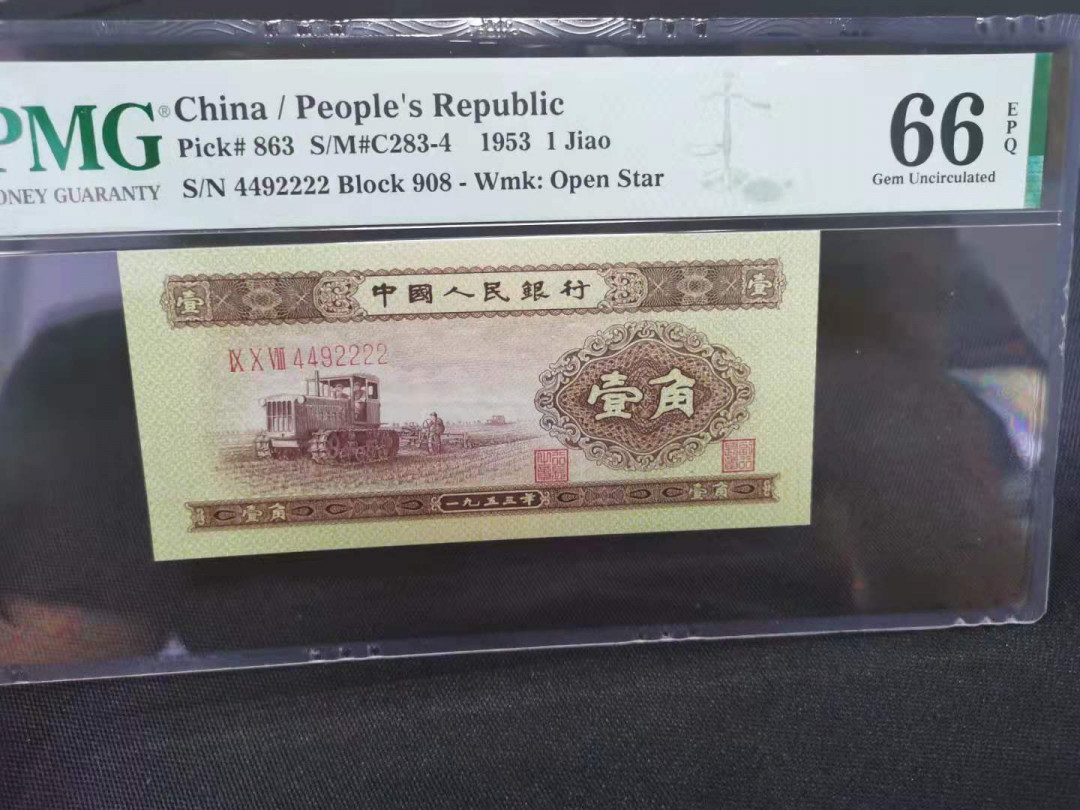 PMG®
MONEY GUARANTY
China / People's Republic
Pick# 863 S/M#C283-4 1953 1 Jiao
S/N 4492222 Block 908 - Wmk: Open Star
66
EPQ
Gem Uncirculated
壹 中國人民銀行 壹
IX X VIII 4492222
壹角
壹角 一九五三年 壹角